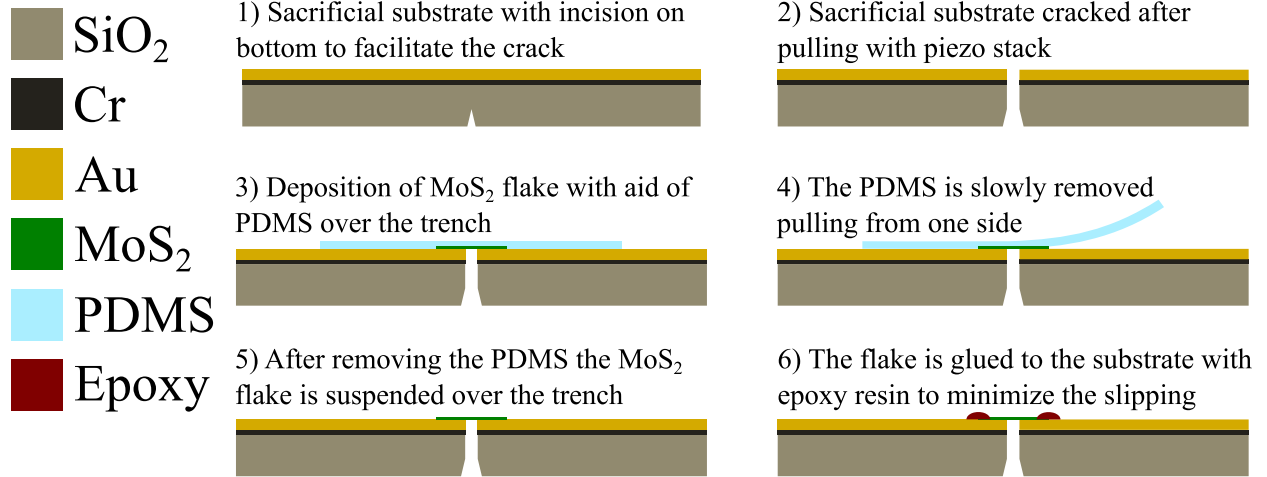 SiO₂
Cr
Au
MoS₂
PDMS
Epoxy
1) Sacrificial substrate with incision on
bottom to facilitate the crack
2) Sacrificial substrate cracked after
pulling with piezo stack
3) Deposition of MoS₂ flake with aid of
PDMS over the trench
4) The PDMS is slowly removed
pulling from one side
5) After removing the PDMS the MoS₂
flake is suspended over the trench
6) The flake is glued to the substrate with
epoxy resin to minimize the slipping